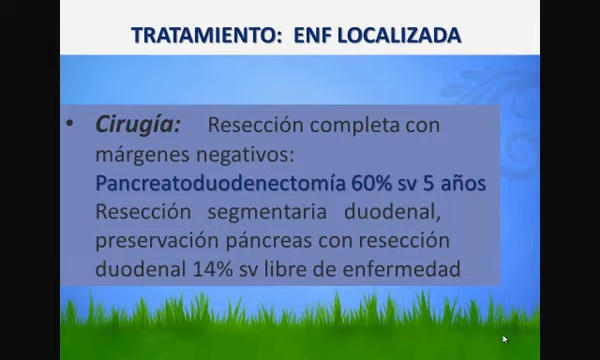 TRATAMIENTO: ENF LOCALIZADA
• Cirugía: Resección completa con
márgenes negativos:
Pancreatoduodenectomía 60% sv 5 años
Resección segmentaria duodenal,
preservación páncreas con resección
duodenal 14% sv libre de enfermedad